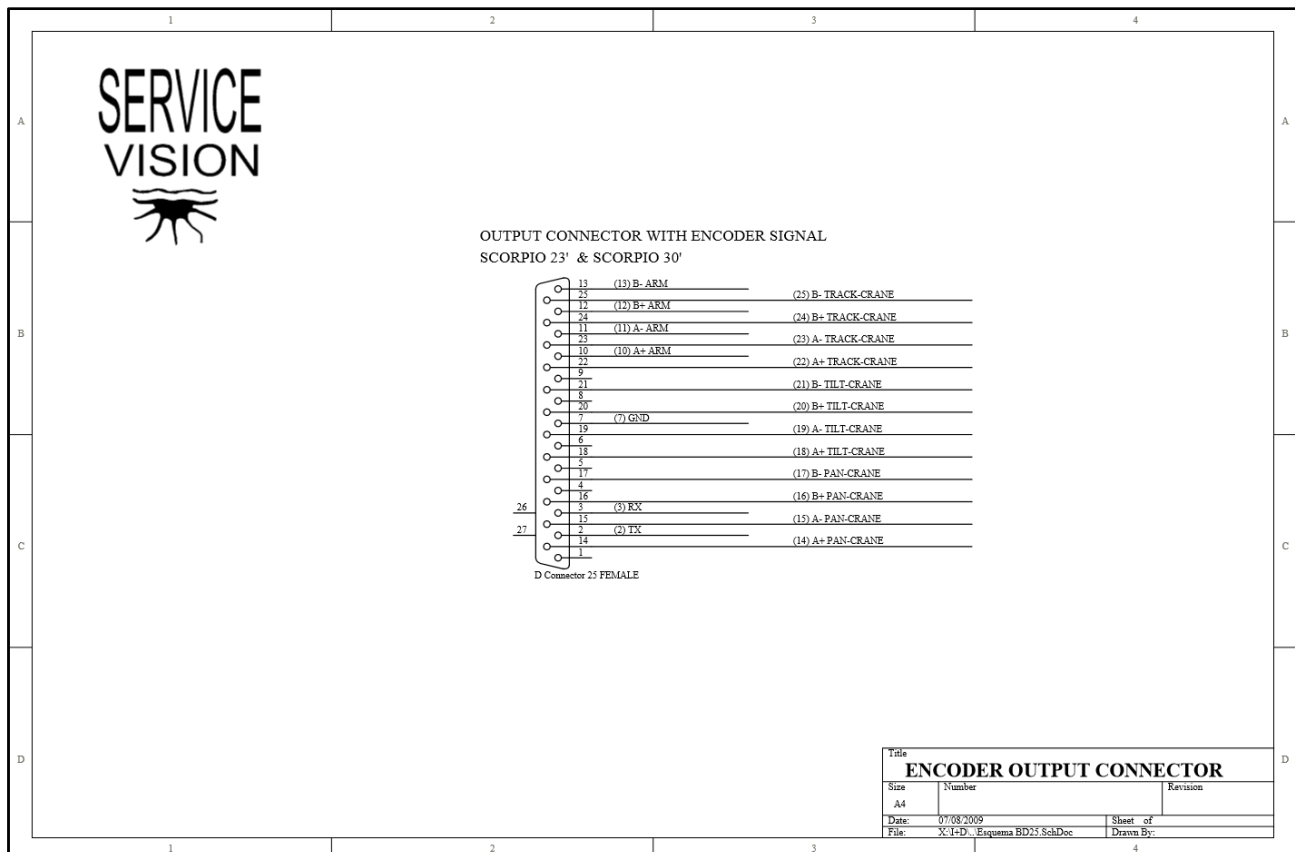 1 2 3 4
A A
SERVICE
VISION
OUTPUT CONNECTOR WITH ENCODER SIGNAL
SCORPIO 23' & SCORPIO 30'
13 (13) B- ARM
25 (25) B- TRACK-CRANE
12 (12) B+ ARM
24 (24) B+ TRACK-CRANE
11 (11) A- ARM
B B
23 (23) A- TRACK-CRANE
10 (10) A+ ARM
22 (22) A+ TRACK-CRANE
9
21 (21) B- TILT-CRANE
8
20 (20) B+ TILT-CRANE
7 (7) GND
19 (19) A- TILT-CRANE
6
18 (18) A+ TILT-CRANE
5
17 (17) B- PAN-CRANE
4
16 (16) B+ PAN-CRANE
26 3 (3) RX
15 (15) A- PAN-CRANE
27 2 (2) TX
14 (14) A+ PAN-CRANE
C C
1
D Connector 25 FEMALE
D D
Title
ENCODER OUTPUT CONNECTOR
Size Number Revision
A4
Date: 07/08/2009 Sheet of
File: X:\I+D\..\Esquema BD25.SchDoc Drawn By:
1 2 3 4